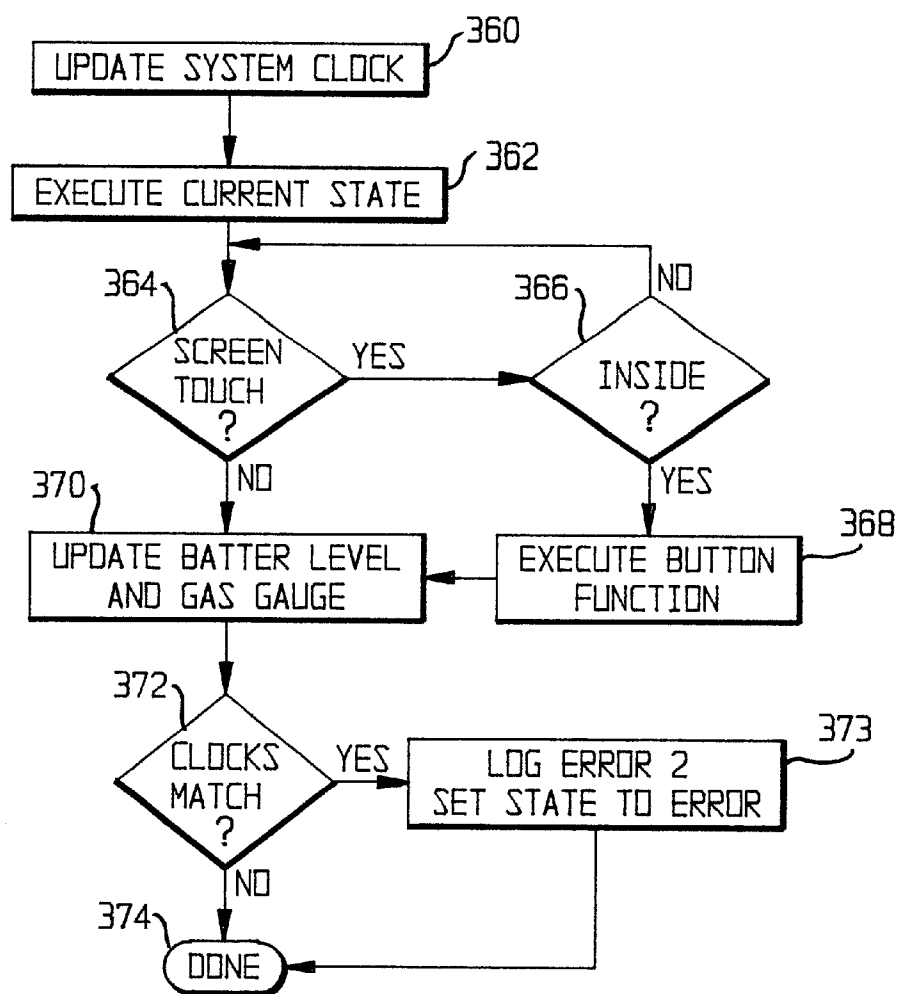 360
UPDATE SYSTEM CLOCK
362
EXECUTE CURRENT STATE
364
SCREEN
TOUCH
?
YES
NO
366
INSIDE
?
NO
YES
368
EXECUTE BUTTON
FUNCTION
370
UPDATE BATTER LEVEL
AND GAS GAUGE
372
CLOCKS
MATCH
?
YES
NO
373
LOG ERROR 2
SET STATE TO ERROR
374
DONE